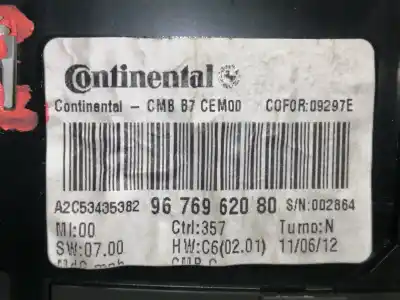 Continental
Continental - CMB B7 CEM00 COFOR:09297E
A2C53435382 96 769 620 80 S/N:002864
MI:00 Ctrl:357 Turno:N
SW:07.00 HW:C6(02.01) 11/06/12